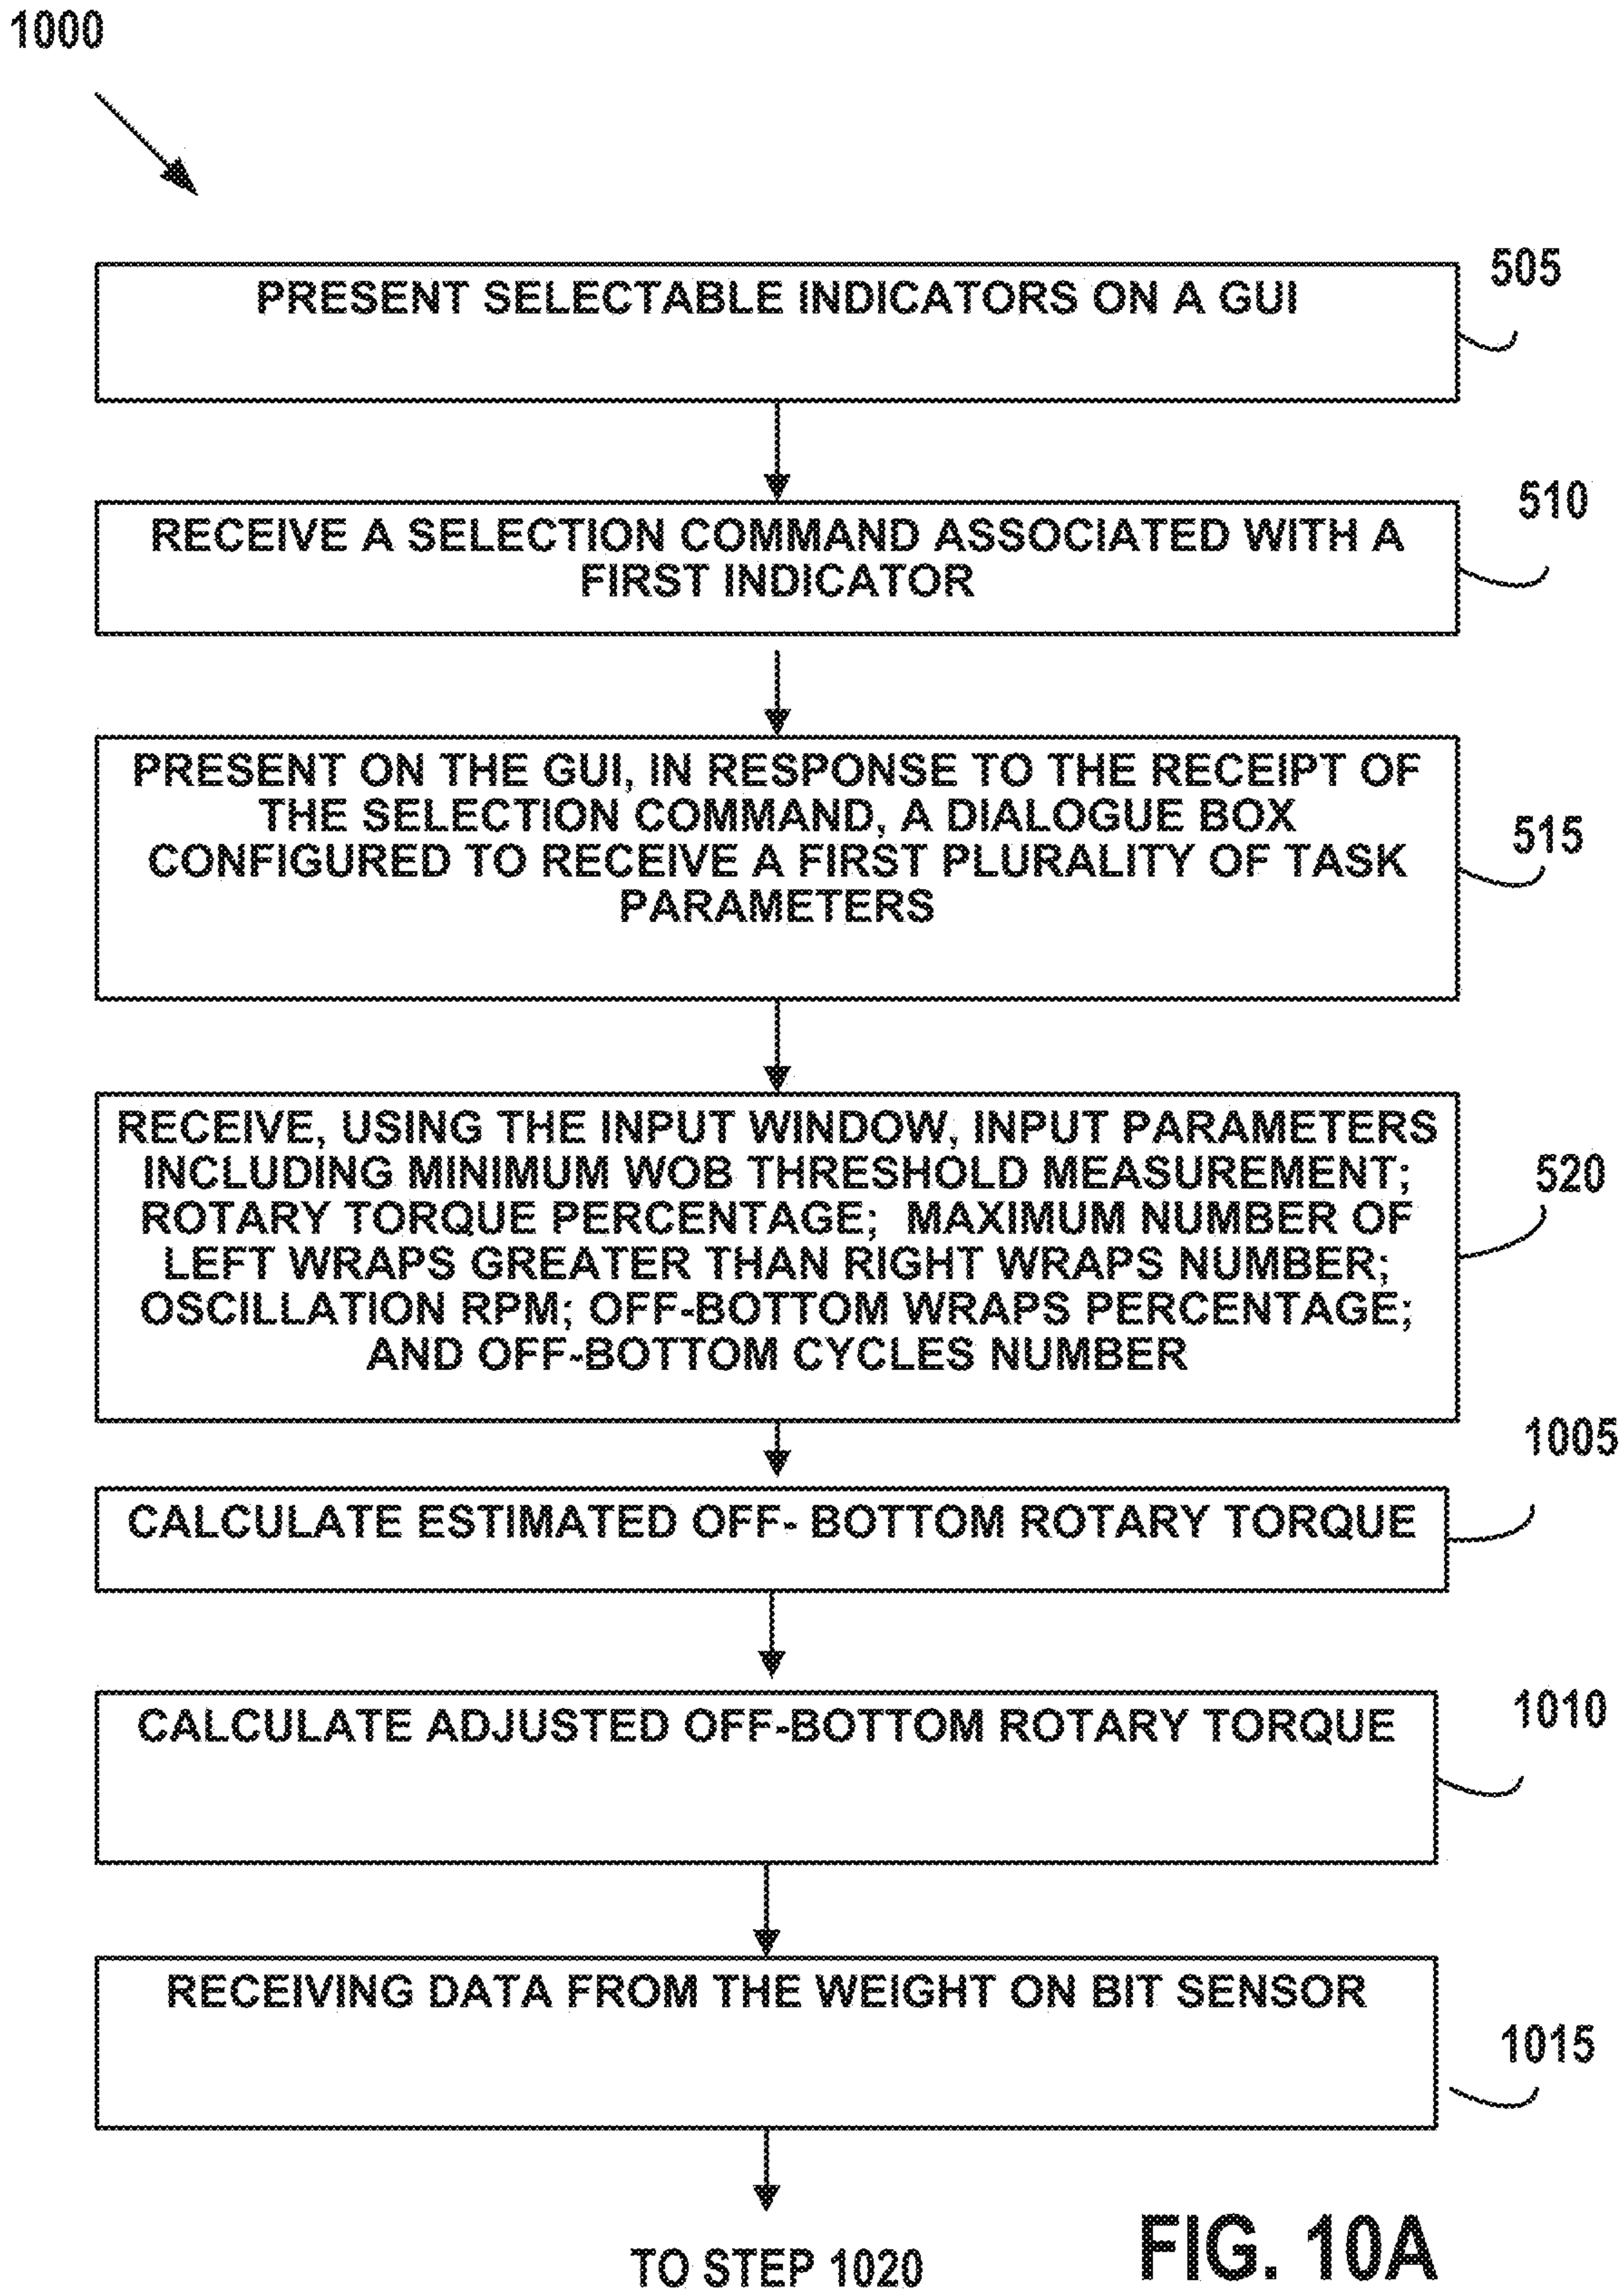 1000
PRESENT SELECTABLE INDICATORS ON A GUI
505
RECEIVE A SELECTION COMMAND ASSOCIATED WITH A
FIRST INDICATOR
510
PRESENT ON THE GUI, IN RESPONSE TO THE RECEIPT OF
THE SELECTION COMMAND, A DIALOGUE BOX
CONFIGURED TO RECEIVE A FIRST PLURALITY OF TASK
PARAMETERS
515
RECEIVE, USING THE INPUT WINDOW, INPUT PARAMETERS
INCLUDING MINIMUM WOB THRESHOLD MEASUREMENT;
ROTARY TORQUE PERCENTAGE; MAXIMUM NUMBER OF
LEFT WRAPS GREATER THAN RIGHT WRAPS NUMBER;
OSCILLATION RPM; OFF-BOTTOM WRAPS PERCENTAGE;
AND OFF-BOTTOM CYCLES NUMBER
520
CALCULATE ESTIMATED OFF- BOTTOM ROTARY TORQUE
1005
CALCULATE ADJUSTED OFF-BOTTOM ROTARY TORQUE
1010
RECEIVING DATA FROM THE WEIGHT ON BIT SENSOR
1015
TO STEP 1020
FIG. 10A